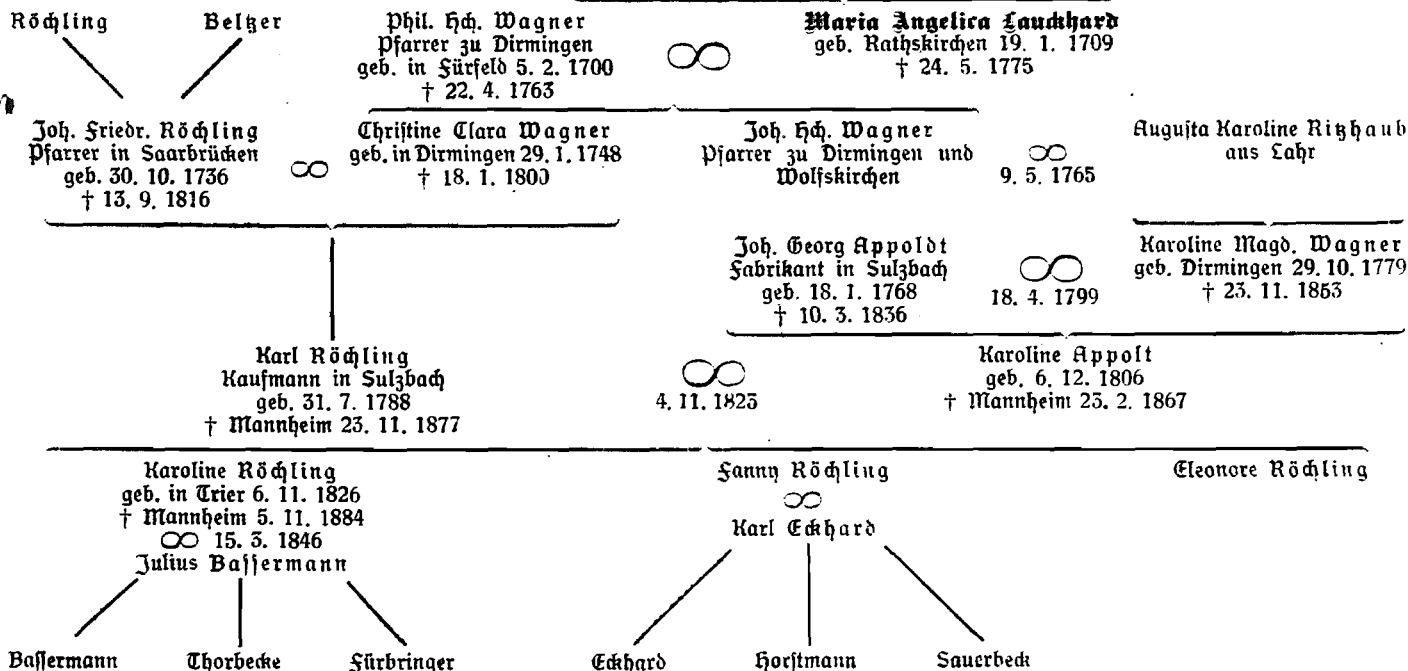 Röchling
Beltzer
Phil. Hch. Wagner
Pfarrer zu Dirmingen
geb. in Fürfeld 5. 2. 1700
† 22. 4. 1763
∞
Maria Angelica Lauckhard
geb. Rathskirchen 19. 1. 1709
† 24. 5. 1775
Joh. Friedr. Röchling
Pfarrer in Saarbrücken
geb. 30. 10. 1736
† 13. 9. 1816
∞
Christine Clara Wagner
geb. in Dirmingen 29. 1. 1748
† 18. 1. 1800
Joh. Hch. Wagner
Pfarrer zu Dirmingen und
Wolfskirchen
∞
9. 5. 1765
Augusta Karoline Ritzhaub
aus Lahr
Joh. Georg Appoldt
Fabrikant in Sulzbach
geb. 18. 1. 1768
† 10. 3. 1836
∞
18. 4. 1799
Karoline Magd. Wagner
geb. Dirmingen 29. 10. 1779
† 23. 11. 1853
Karl Röchling
Kaufmann in Sulzbach
geb. 31. 7. 1788
† Mannheim 23. 11. 1877
∞
4. 11. 1823
Karoline Appolt
geb. 6. 12. 1806
† Mannheim 23. 2. 1867
Karoline Röchling
geb. in Trier 6. 11. 1826
† Mannheim 5. 11. 1884
∞ 15. 3. 1846
Julius Bassermann
Fanny Röchling
∞
Karl Eckhard
Eleonore Röchling
Bassermann
Thorbecke
Fürbringer
Eckhard
Horstmann
Sauerbeck